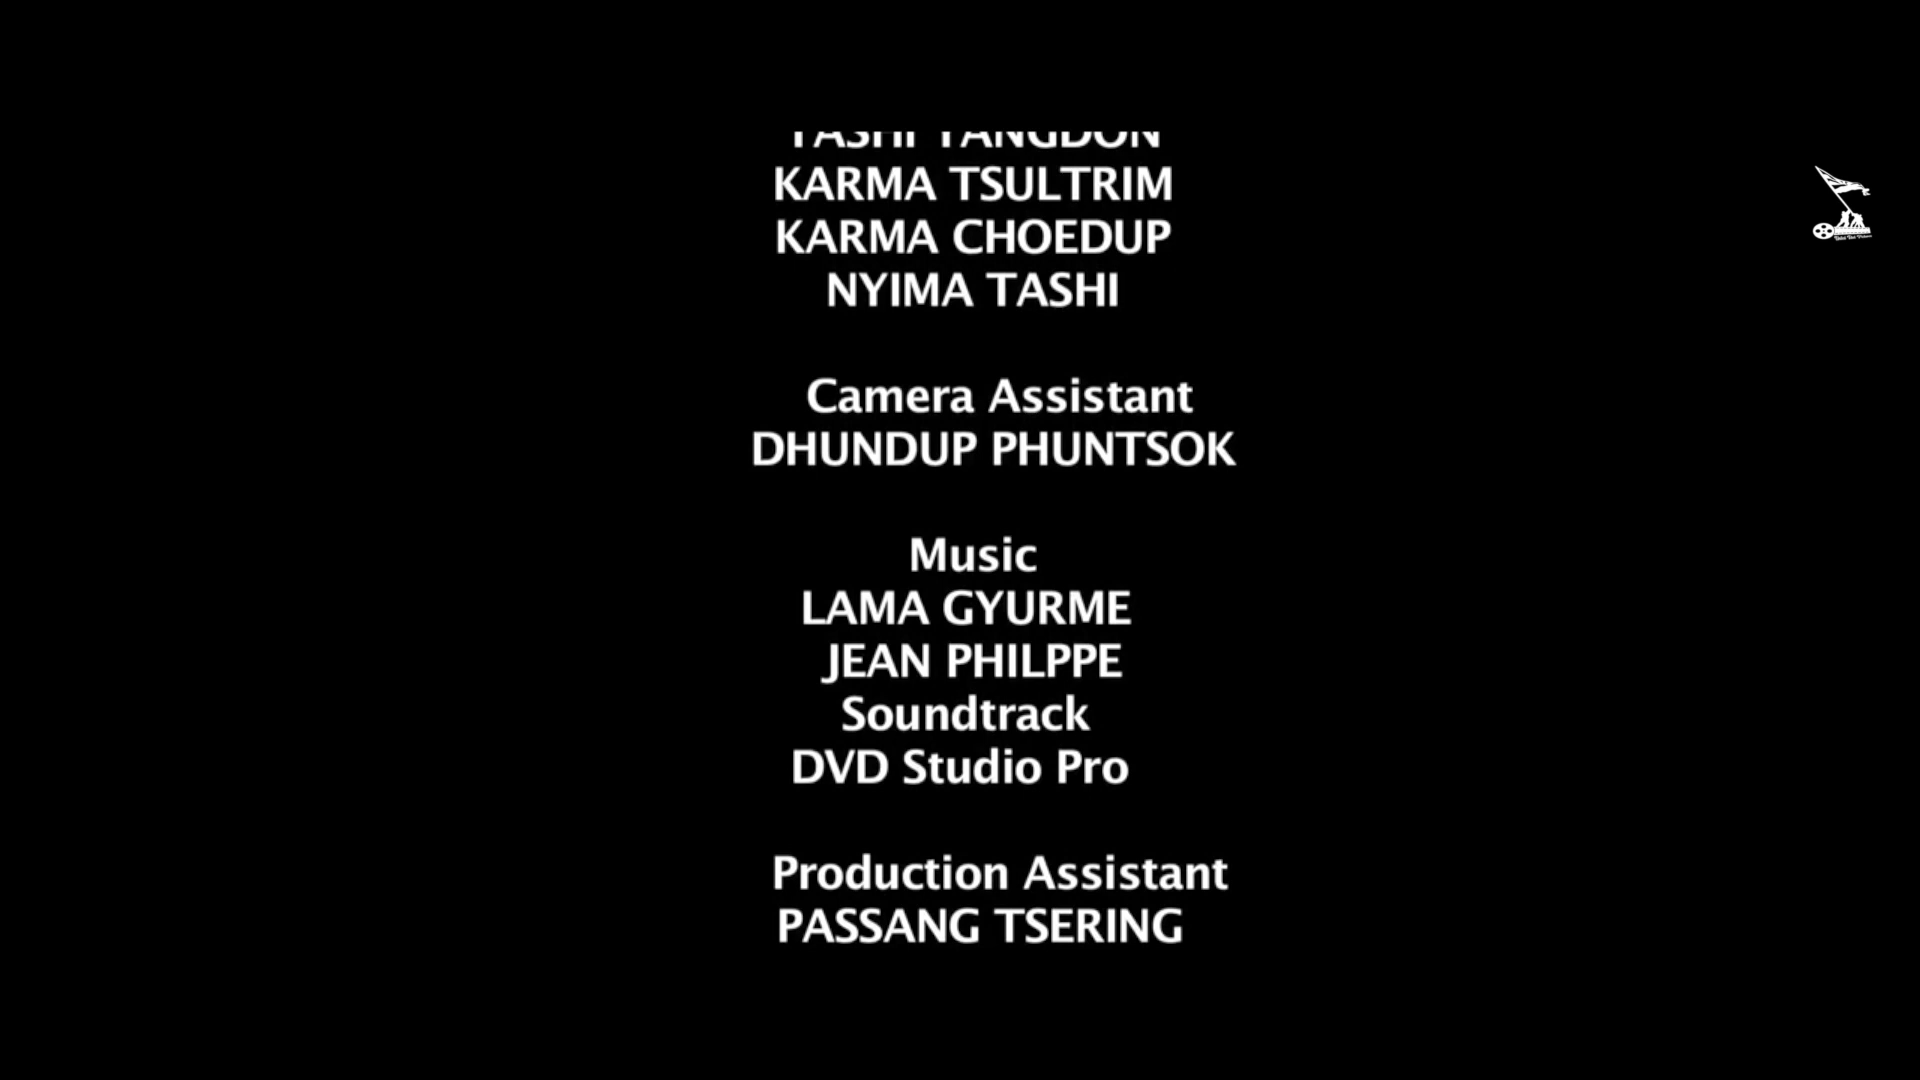 KARMA TSULTRIM
KARMA CHOEDUP
NYIMA TASHI
Camera Assistant
DHUNDUP PHUNTSOK
Music
LAMA GYURME
JEAN PHILPPE
Soundtrack
DVD Studio Pro
Production Assistant
PASSANG TSERING